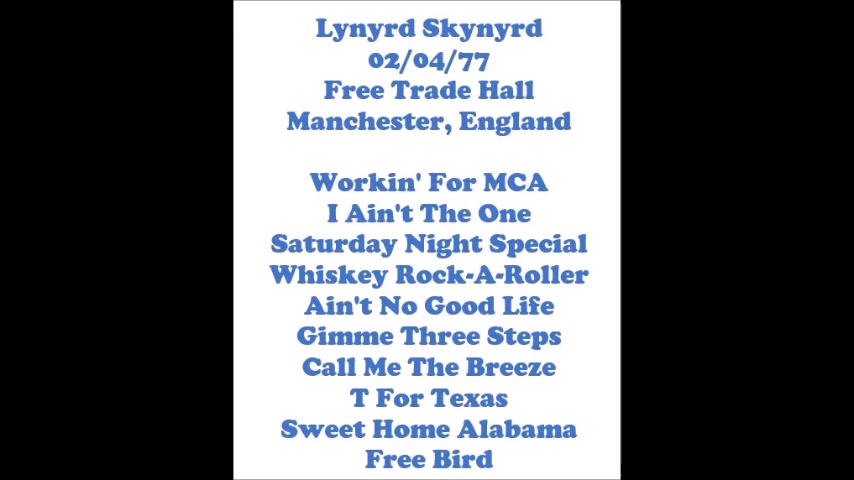 Lynyrd Skynyrd
02/04/77
Free Trade Hall
Manchester, England
Workin' For MCA
I Ain't The One
Saturday Night Special
Whiskey Rock-A-Roller
Ain't No Good Life
Gimme Three Steps
Call Me The Breeze
T For Texas
Sweet Home Alabama
Free Bird